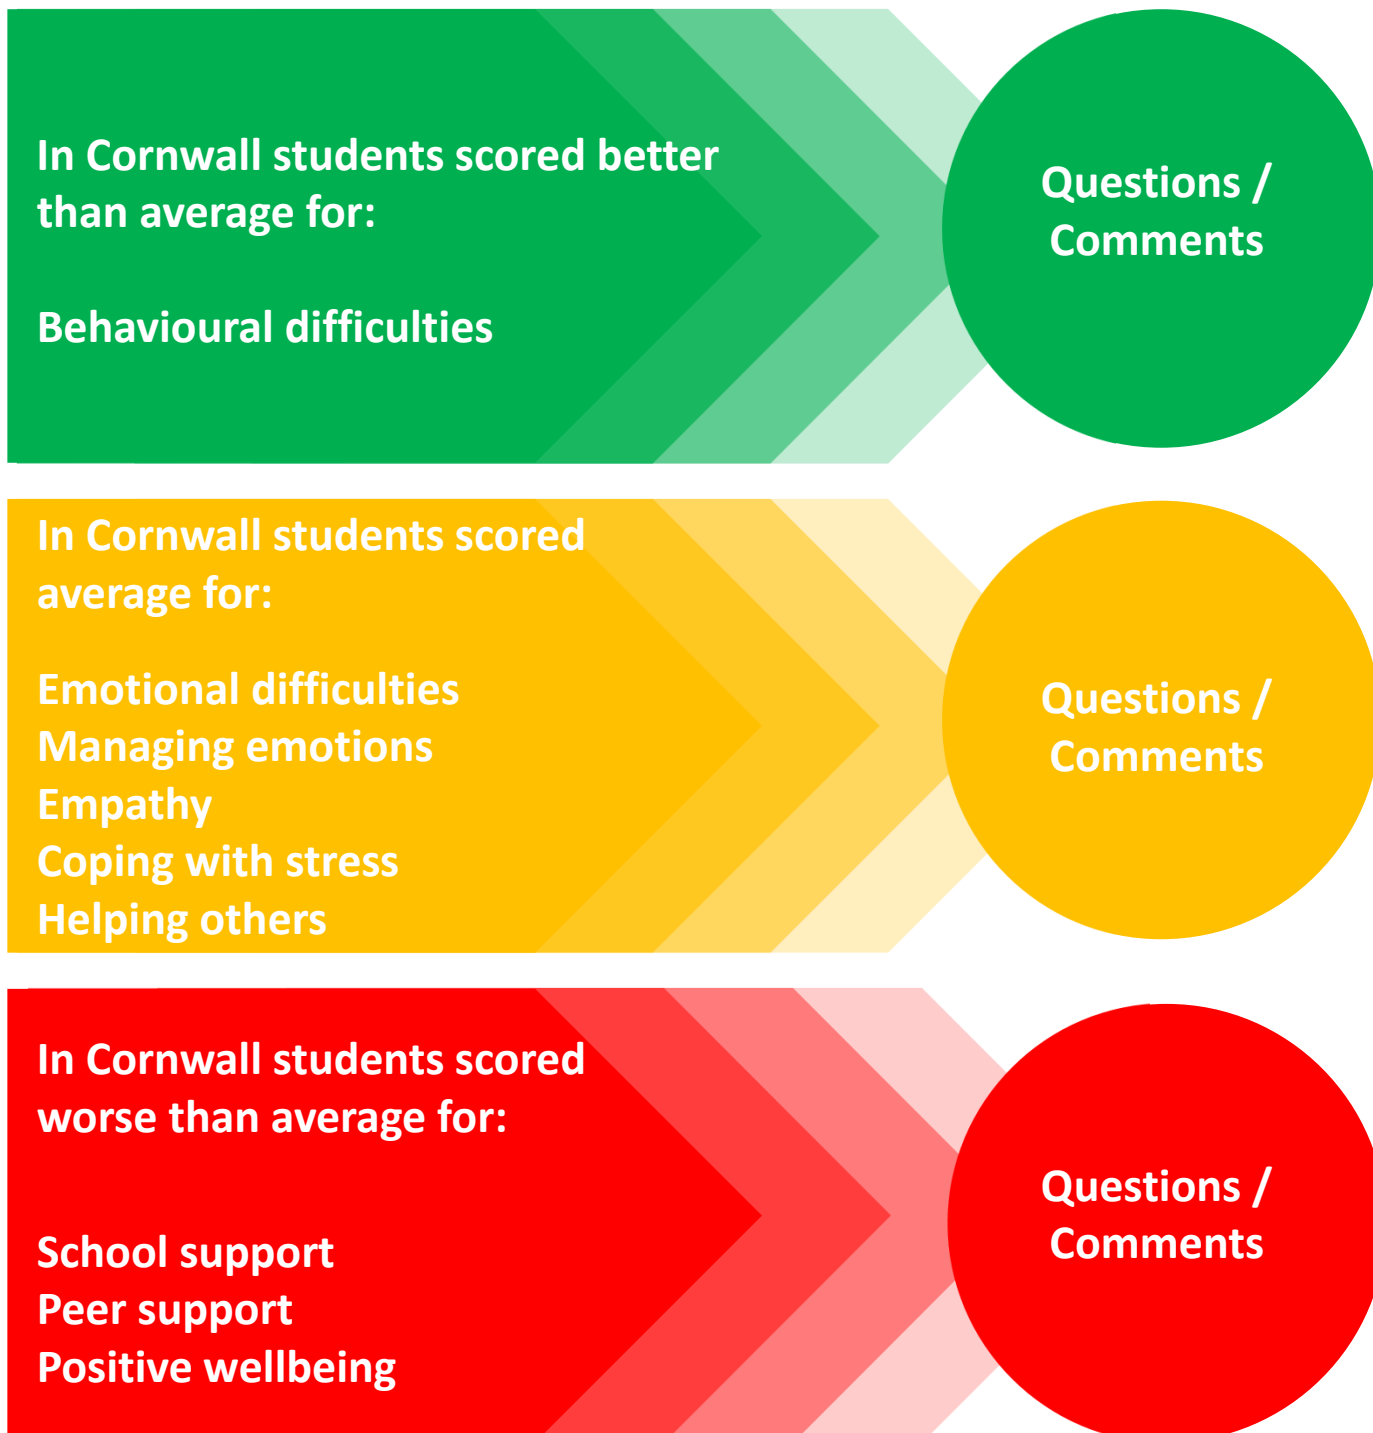 In Cornwall students scored better
than average for:
Behavioural difficulties
Questions /
Comments
In Cornwall students scored
average for:
Emotional difficulties
Managing emotions
Empathy
Coping with stress
Helping others
Questions /
Comments
In Cornwall students scored
worse than average for:
School support
Peer support
Positive wellbeing
Questions /
Comments